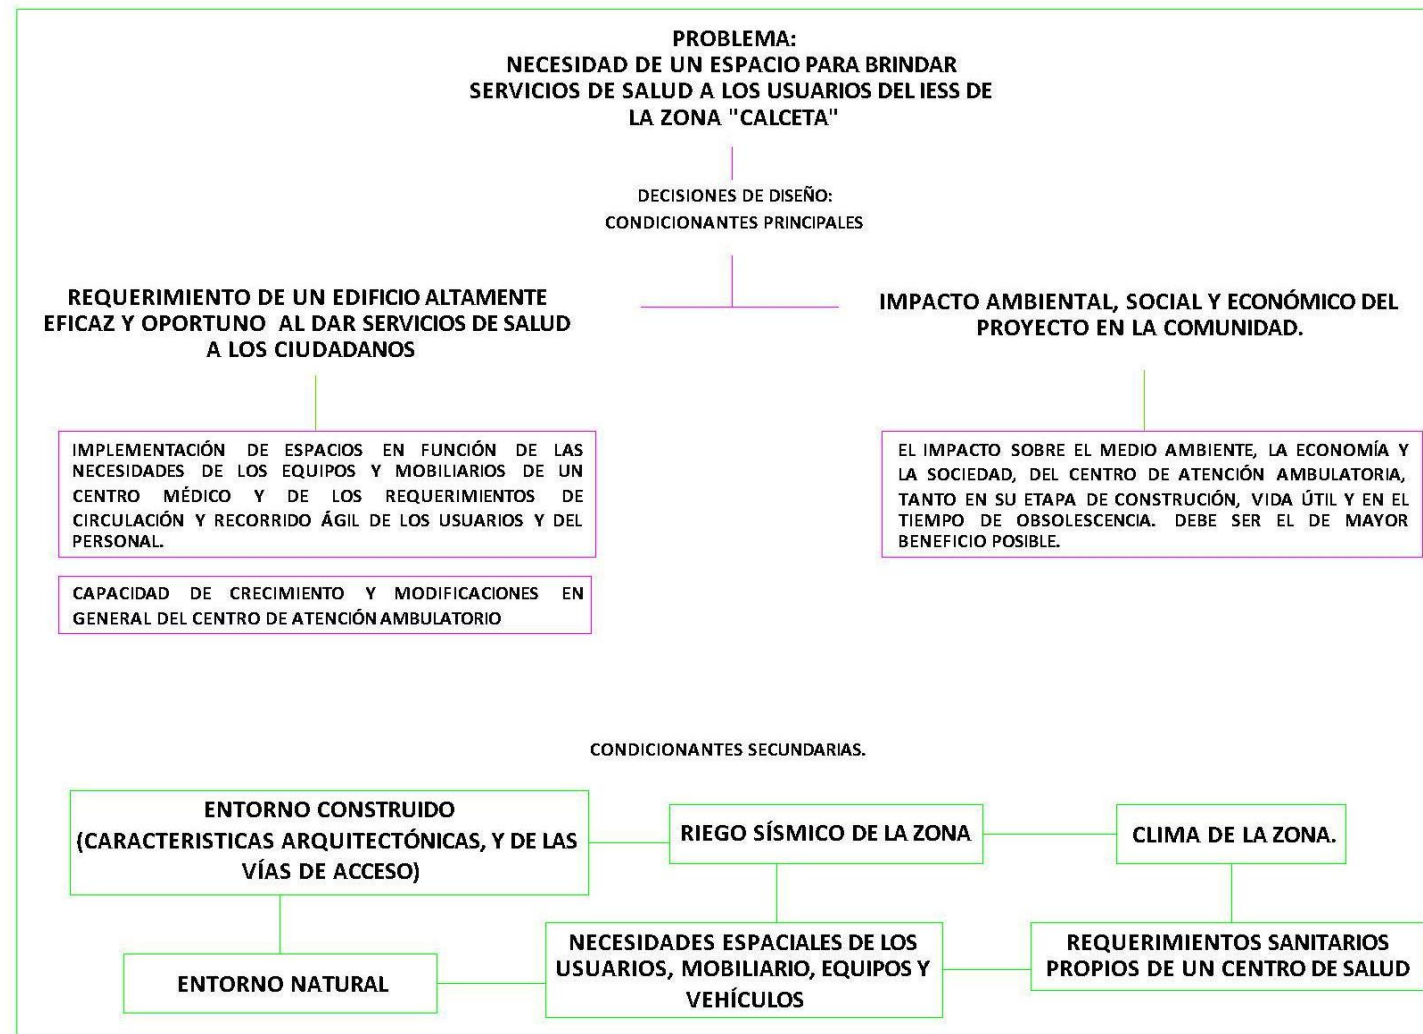 PROBLEMA:
NECESIDAD DE UN ESPACIO PARA BRINDAR
SERVICIOS DE SALUD A LOS USUARIOS DEL IESS DE
LA ZONA "CALCETA"
DECISIONES DE DISEÑO:
CONDICIONANTES PRINCIPALES
REQUERIMIENTO DE UN EDIFICIO ALTAMENTE
EFICAZ Y OPORTUNO AL DAR SERVICIOS DE SALUD
A LOS CIUDADANOS
IMPACTO AMBIENTAL, SOCIAL Y ECONÓMICO DEL
PROYECTO EN LA COMUNIDAD.
IMPLEMENTACIÓN DE ESPACIOS EN FUNCIÓN DE LAS
NECESIDADES DE LOS EQUIPOS Y MOBILIARIOS DE UN
CENTRO MÉDICO Y DE LOS REQUERIMIENTOS DE
CIRCULACIÓN Y RECORRIDO ÁGIL DE LOS USUARIOS Y DEL
PERSONAL.
EL IMPACTO SOBRE EL MEDIO AMBIENTE, LA ECONOMÍA Y
LA SOCIEDAD, DEL CENTRO DE ATENCIÓN AMBULATORIA,
TANTO EN SU ETAPA DE CONSTRUCIÓN, VIDA ÚTIL Y EN EL
TIEMPO DE OBSOLESCENCIA. DEBE SER EL DE MAYOR
BENEFICIO POSIBLE.
CAPACIDAD DE CRECIMIENTO Y MODIFICACIONES EN
GENERAL DEL CENTRO DE ATENCIÓN AMBULATORIO
CONDICIONANTES SECUNDARIAS.
ENTORNO CONSTRUIDO
(CARACTERISTICAS ARQUITECTÓNICAS, Y DE LAS
VÍAS DE ACCESO)
RIEGO SÍSMICO DE LA ZONA
CLIMA DE LA ZONA.
ENTORNO NATURAL
NECESIDADES ESPACIALES DE LOS
USUARIOS, MOBILIARIO, EQUIPOS Y
VEHÍCULOS
REQUERIMIENTOS SANITARIOS
PROPIOS DE UN CENTRO DE SALUD